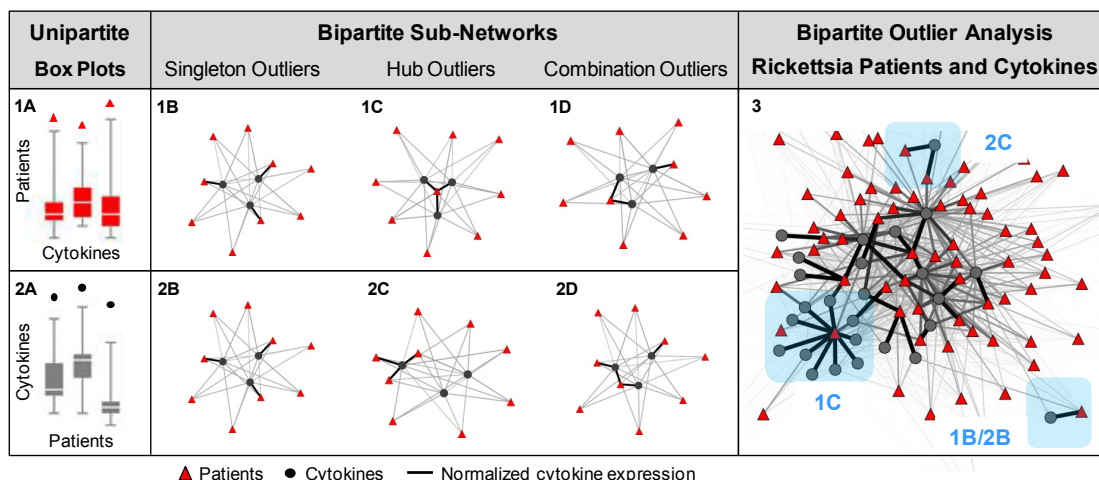 Unipartite
Box Plots
Bipartite Sub-Networks
Singleton Outliers
Hub Outliers
Combination Outliers
Bipartite Outlier Analysis
Rickettsia Patients and Cytokines
1A
Patients
Cytokines
1B
1C
1D
2A
Cytokines
Patients
2B
2C
2D
3
2C
1C
1B/2B
Patients
Cytokines
Normalized cytokine expression